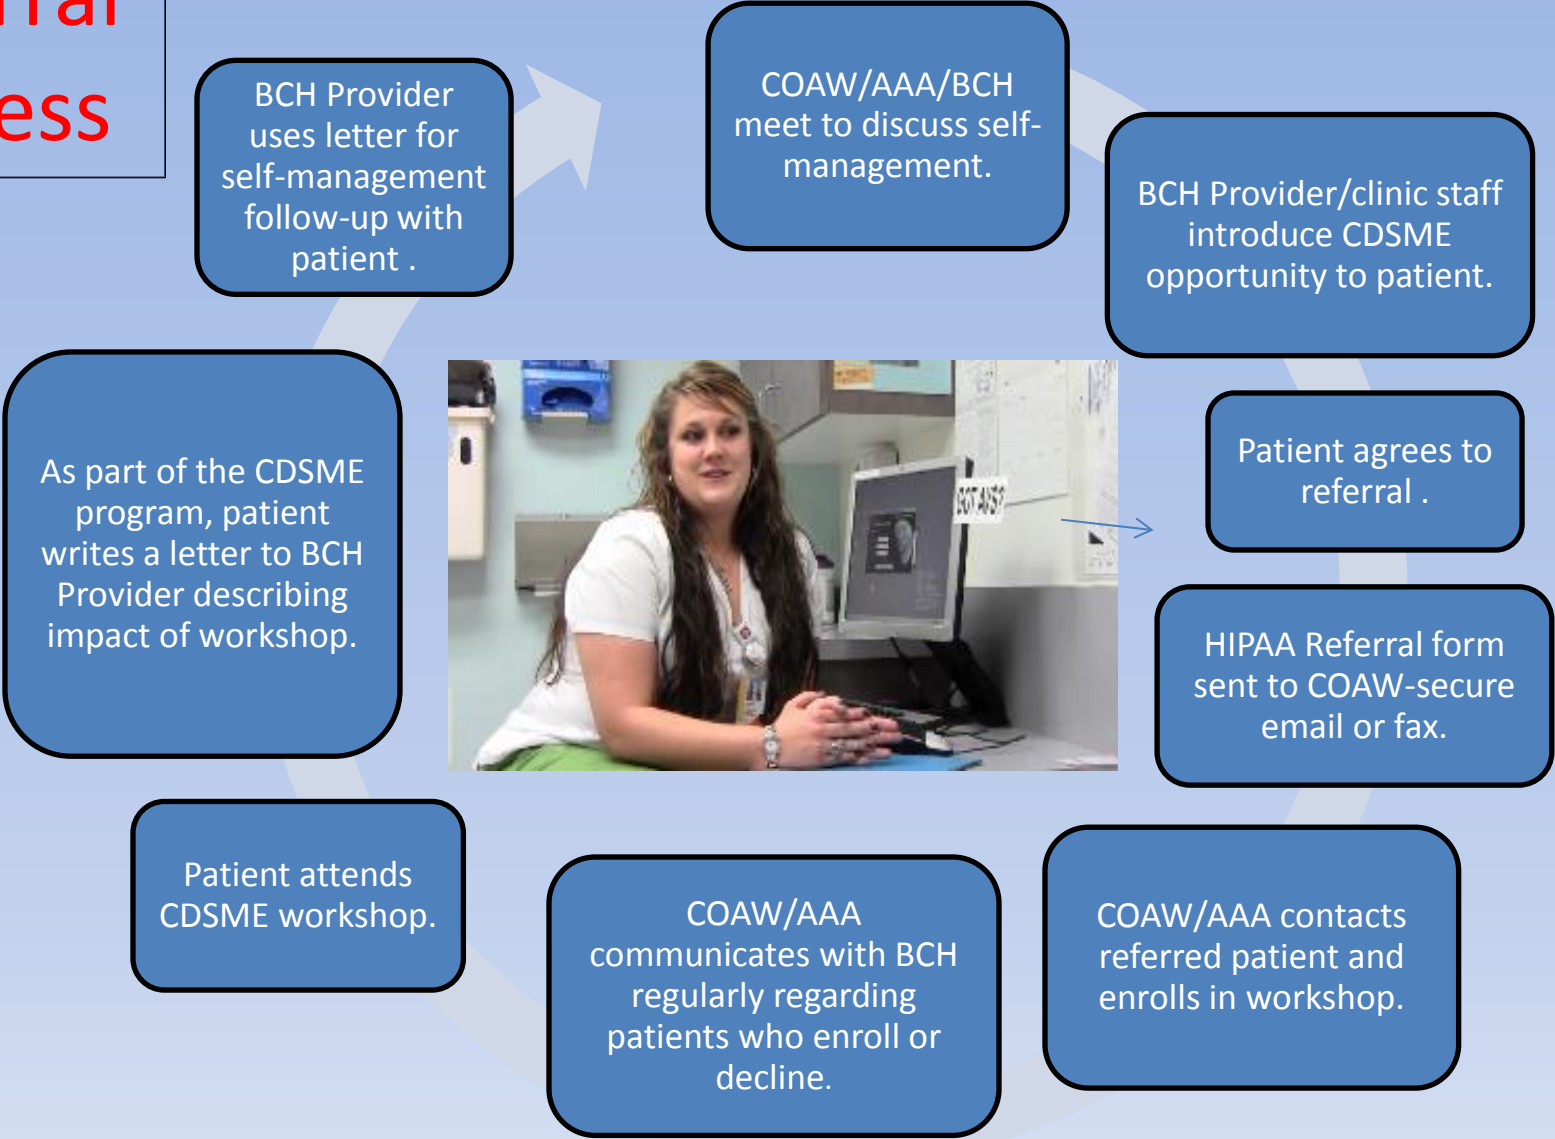 COAW/AAA/BCH
meet to discuss self-
management.
BCH Provider/clinic staff
introduce CDSME
opportunity to patient.
Patient agrees to
referral .
HIPAA Referral form
sent to COAW-secure
email or fax.
COAW/AAA contacts
referred patient and
enrolls in workshop.
COAW/AAA
communicates with BCH
regularly regarding
patients who enroll or
decline.
Patient attends
CDSME workshop.
As part of the CDSME
program, patient
writes a letter to BCH
Provider describing
impact of workshop.
BCH Provider
uses letter for
self-management
follow-up with
patient .
GOT AVS?